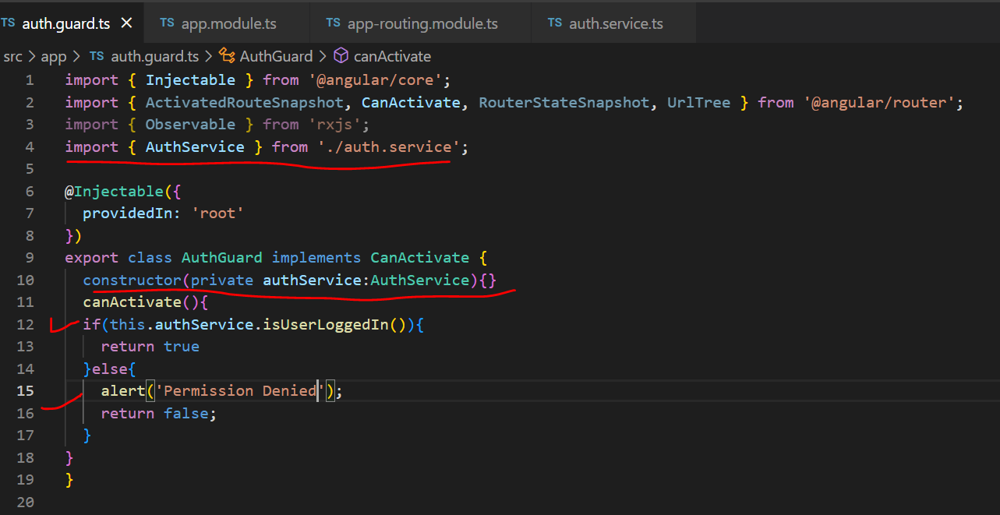 TS auth.guard.ts × TS app.module.ts TS app-routing.module.ts TS auth.service.ts
src > app > TS auth.guard.ts > AuthGuard > canActivate
1 import { Injectable } from '@angular/core';
2 import { ActivatedRouteSnapshot, CanActivate, RouterStateSnapshot, UrlTree } from '@angular/router';
3 import { Observable } from 'rxjs';
4 import { AuthService } from './auth.service';
5
6 @Injectable({
7   providedIn: 'root'
8 })
9 export class AuthGuard implements CanActivate {
10   constructor(private authService:AuthService){}
11   canActivate(){
12   if(this.authService.isUserLoggedIn()){
13     return true
14   }else{
15     alert('Permission Denied');
16     return false;
17   }
18 }
19 }
20